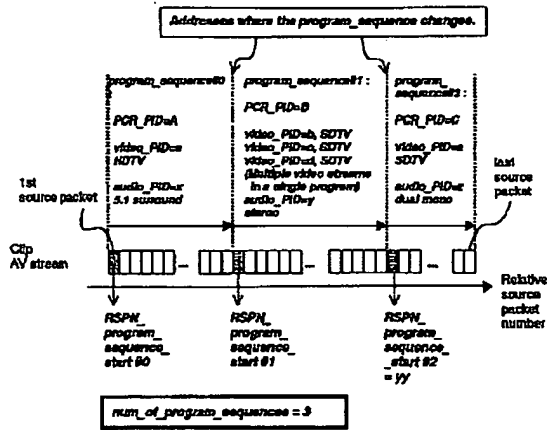 Addresses where the program_sequence changes.
program_sequence#0
PCR_PID=A
video_PID=a
HDTV
audio_PID=x
5.1 surround
program_sequence#1 :
PCR_PID=B
video_PID=b, SDTV
video_PID=c, SDTV
video_PID=d, SDTV
(Multiple video streams
in a single program)
audio_PID=y
stereo
program_
sequence#3 :
PCR_PID=C
video_PID=e
SDTV
audio_PID=z
dual mono
1st
source packet
last
source
packet
Clip
AV stream
Relative
source
packet
number
RSPN_
program_
sequence_
start #0
RSPN_
program_
sequence_
start #1
RSPN_
program_
sequence_
_start #2
= yy
num_of_program_sequences = 3